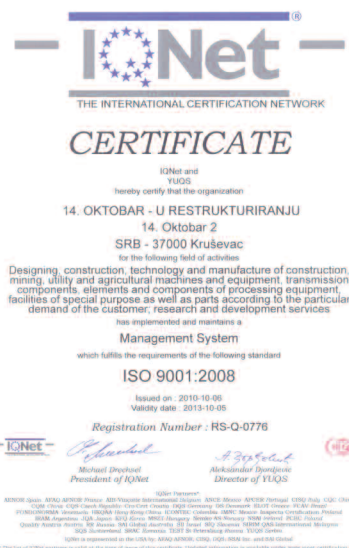 IQNet ®
THE INTERNATIONAL CERTIFICATION NETWORK
CERTIFICATE
IQNet and
YUQS
hereby certify that the organization
14. OKTOBAR - U RESTRUKTURIRANJU
14. Oktobar 2
SRB - 37000 Kruševac
for the following field of activities
Designing, construction, technology and manufacture of construction,
mining, utility and agricultural machines and equipment, transmission
components, elements and components of processing equipment,
facilities of special purpose as well as parts according to the particular
demand of the customer; research and development services
has implemented and maintains a
Management System
which fulfills the requirements of the following standard
ISO 9001:2008
Issued on : 2010-10-06
Validity date : 2013-10-05
Registration Number : RS-Q-0776
IQNet
Michael Drechsel
President of IQNet
Aleksandar Djordjevic
Director of YUQS
IQNet Partners*: